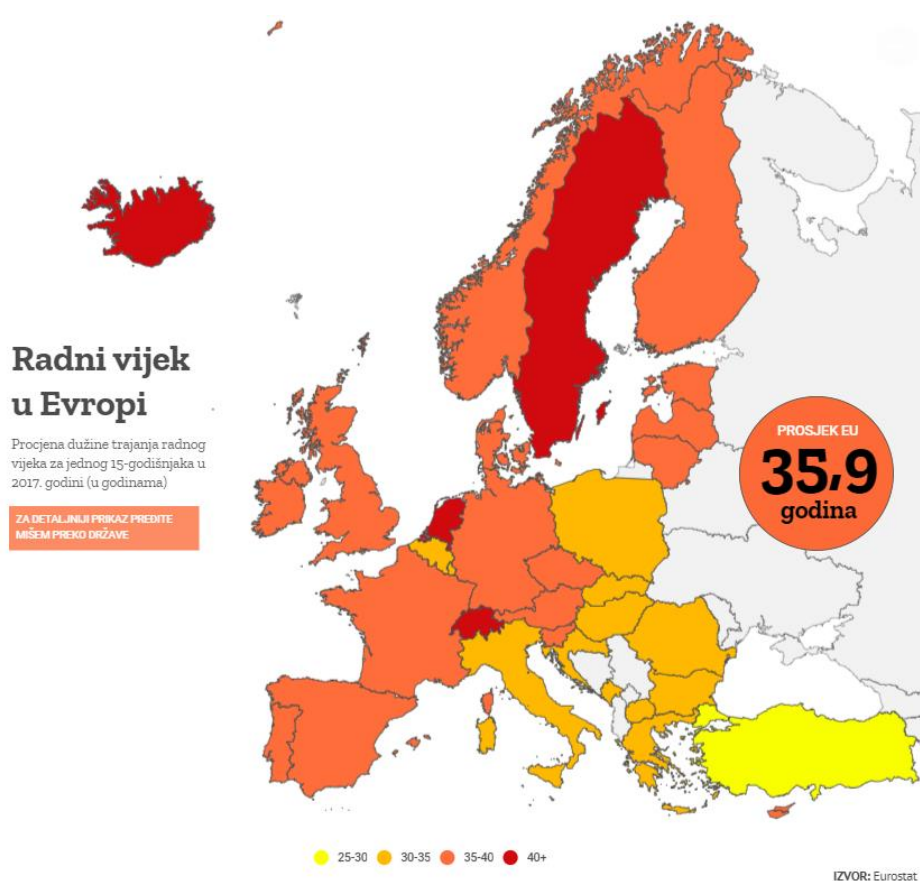 Radni vijek
u Evropi
Procjena dužine trajanja radnog
vijeka za jednog 15-godišnjaka u
2017. godini (u godinama)
ZA DETALJNIJI PRIKAZ PREĐITE
MIŠEM PREKO DRŽAVE
PROSJEK EU
35,9
godina
25-30
30-35
35-40
40+
IZVOR: Eurostat